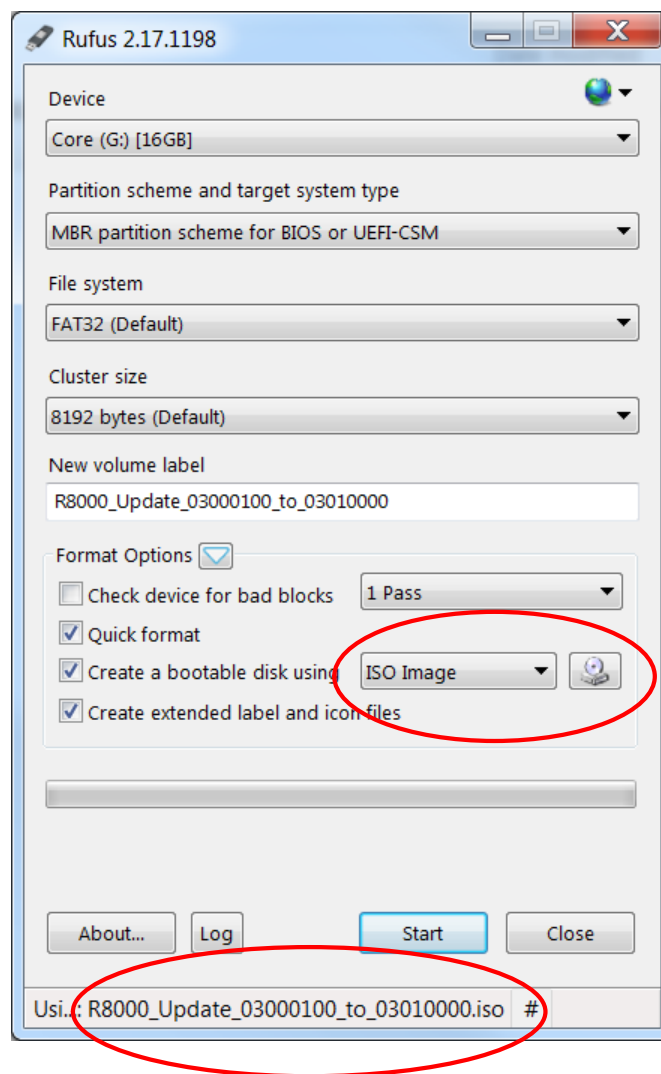 Rufus 2.17.1198
Device
Core (G:) [16GB]
Partition scheme and target system type
MBR partition scheme for BIOS or UEFI-CSM
File system
FAT32 (Default)
Cluster size
8192 bytes (Default)
New volume label
R8000_Update_03000100_to_03010000
Format Options
Check device for bad blocks 1 Pass
Quick format
Create a bootable disk using ISO Image
Create extended label and icon files
About... Log Start Close
Usi...: R8000_Update_03000100_to_03010000.iso #